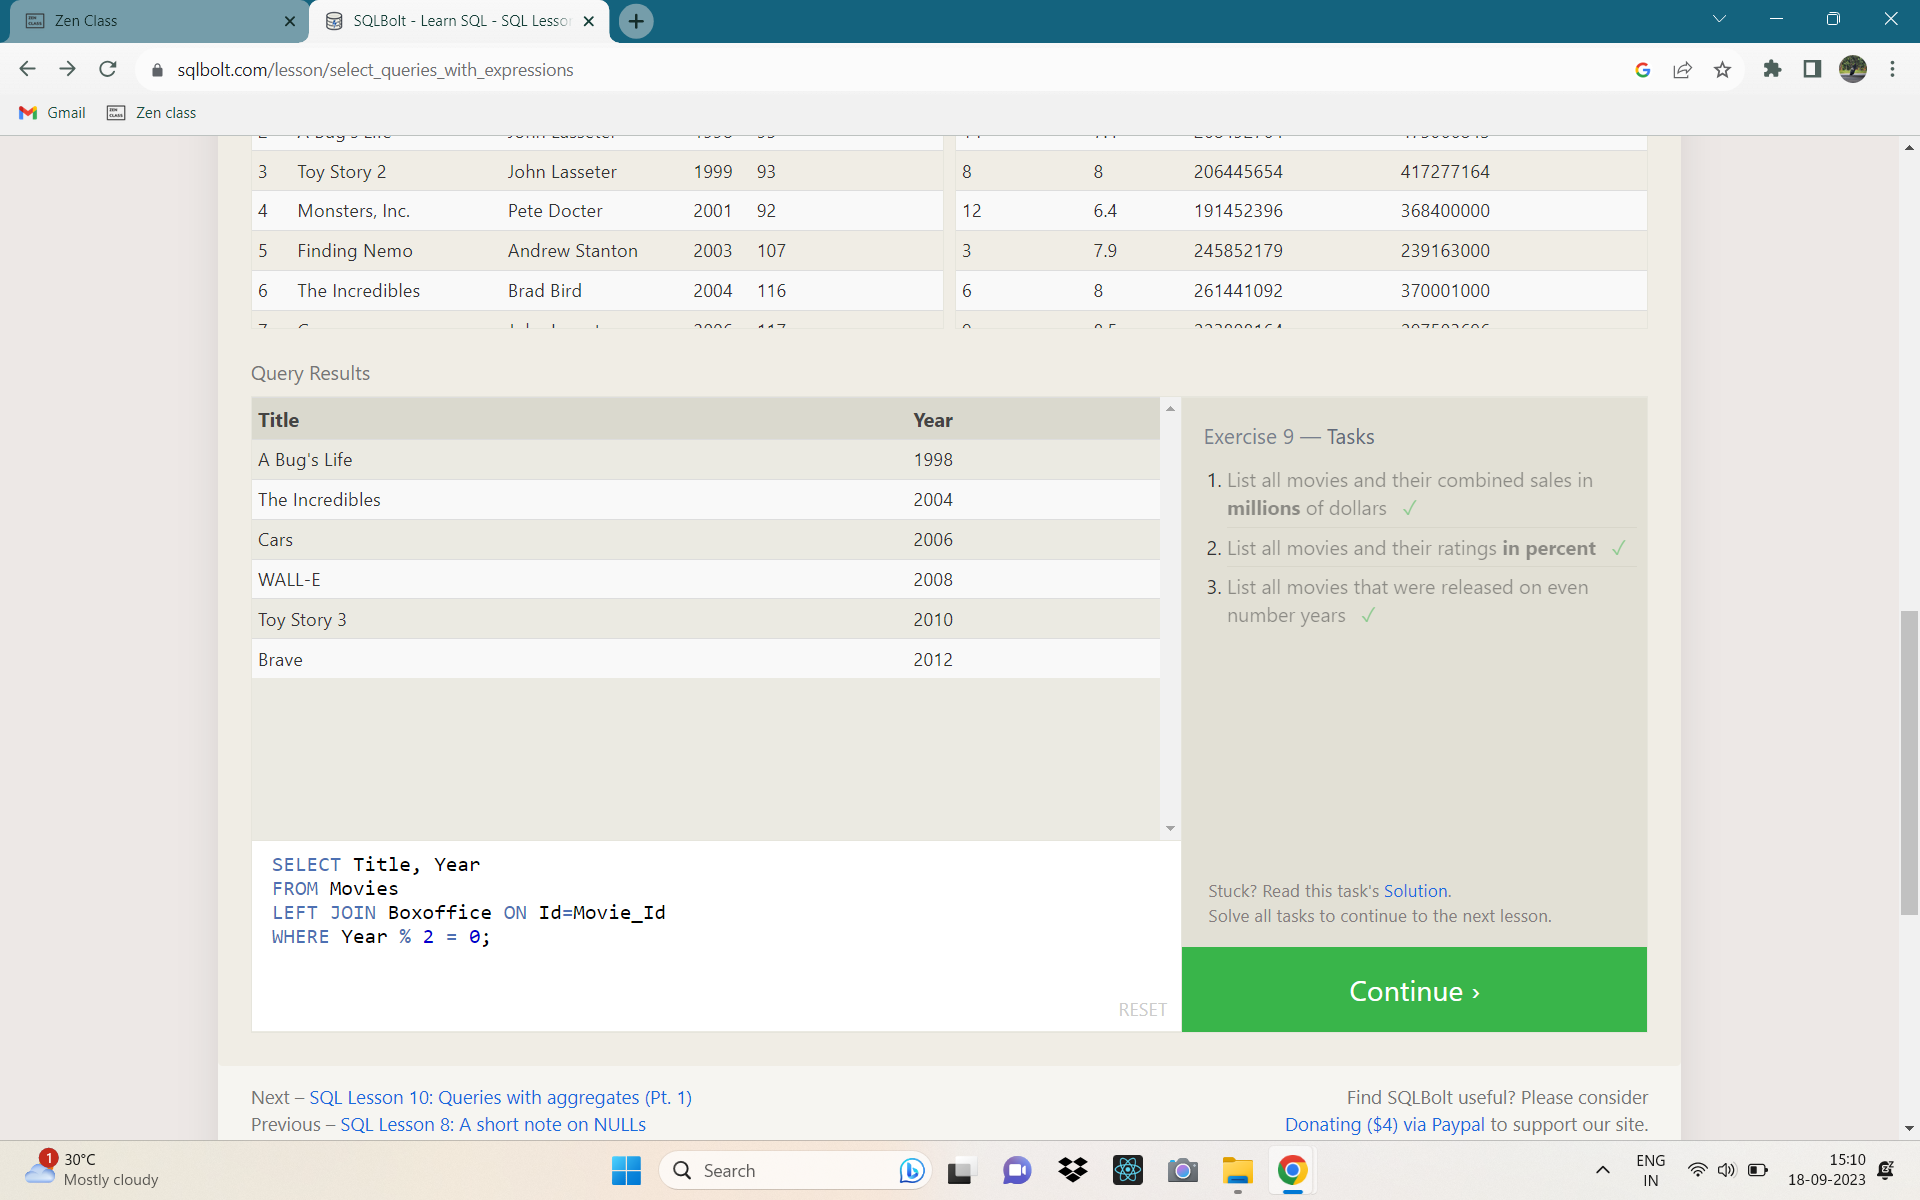 Zen Class
SQLBolt - Learn SQL - SQL Lesson
sqlbolt.com/lesson/select_queries_with_expressions
Gmail
Zen class
3 Toy Story 2 John Lasseter 1999 93 8 8 206445654 417277164
4 Monsters, Inc. Pete Docter 2001 92 12 6.4 191452396 368400000
5 Finding Nemo Andrew Stanton 2003 107 3 7.9 245852179 239163000
6 The Incredibles Brad Bird 2004 116 6 8 261441092 370001000
Query Results
Title Year
A Bug's Life 1998
The Incredibles 2004
Cars 2006
WALL-E 2008
Toy Story 3 2010
Brave 2012
Exercise 9 — Tasks
1. List all movies and their combined sales in
millions of dollars ✓
2. List all movies and their ratings in percent ✓
3. List all movies that were released on even
number years ✓
SELECT Title, Year
FROM Movies
LEFT JOIN Boxoffice ON Id=Movie_Id
WHERE Year % 2 = 0;
RESET
Stuck? Read this task's Solution.
Solve all tasks to continue to the next lesson.
Continue ›
Next – SQL Lesson 10: Queries with aggregates (Pt. 1)
Previous – SQL Lesson 8: A short note on NULLs
Find SQLBolt useful? Please consider
Donating ($4) via Paypal to support our site.
1
30°C
Mostly cloudy
Search
ENG
IN
15:10
18-09-2023